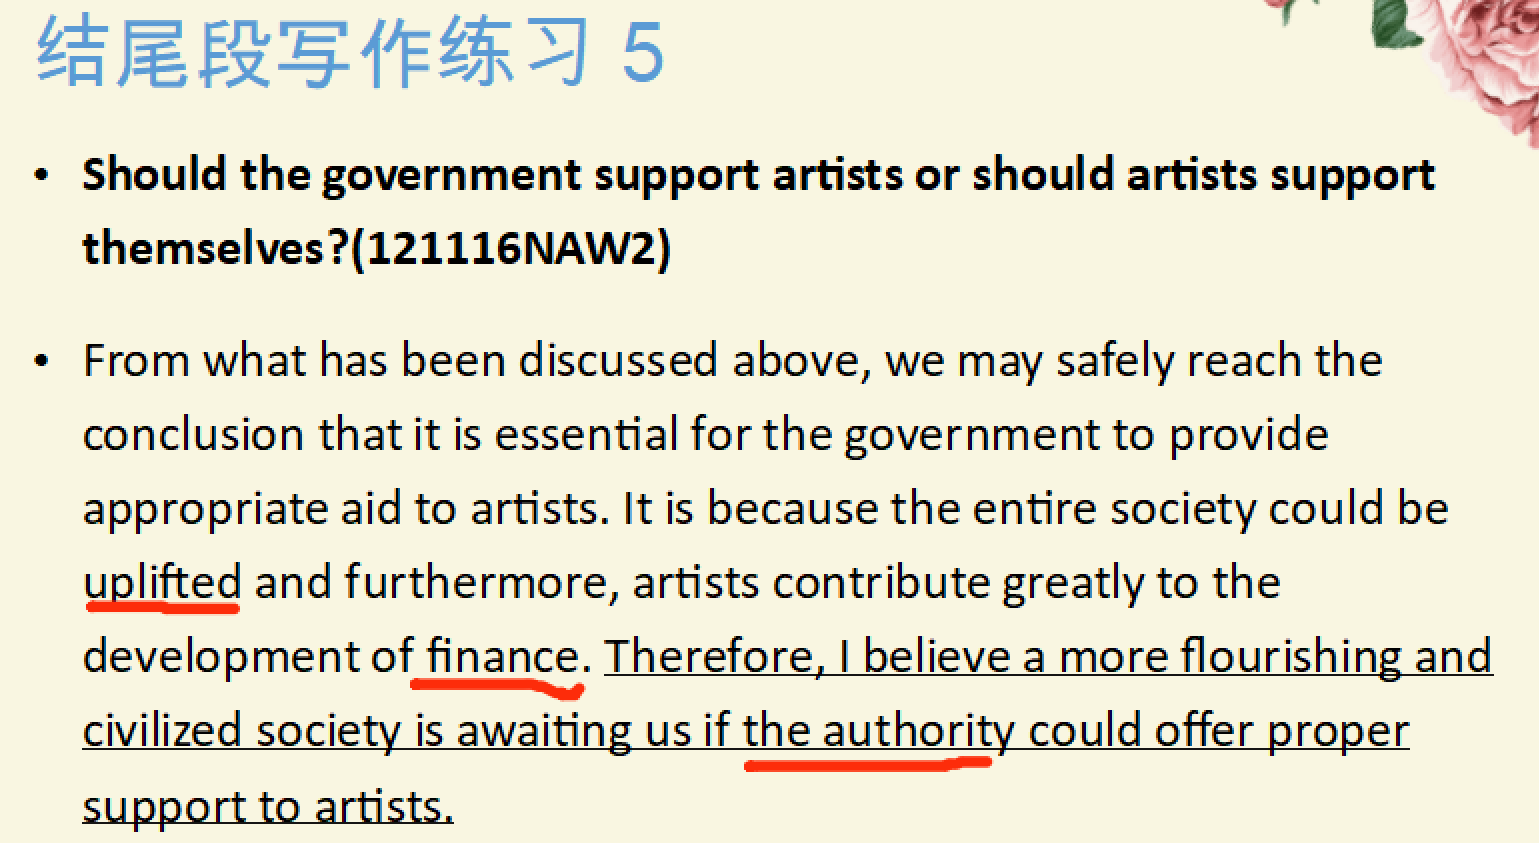 结尾段写作练习 5
• Should the government support artists or should artists support
themselves?(121116NAW2)
• From what has been discussed above, we may safely reach the
conclusion that it is essential for the government to provide
appropriate aid to artists. It is because the entire society could be
uplifted and furthermore, artists contribute greatly to the
development of finance. Therefore, I believe a more flourishing and
civilized society is awaiting us if the authority could offer proper
support to artists.